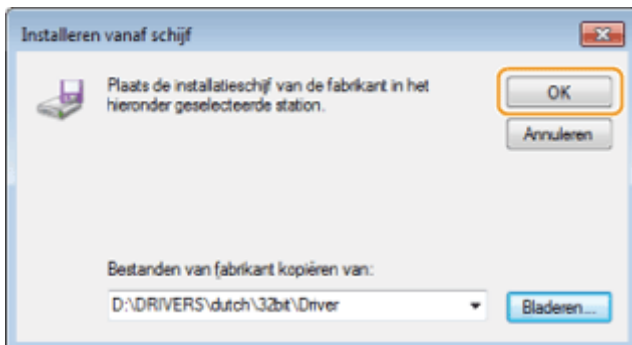 Installeren vanaf schijf
Plaats de installatieschijf van de fabrikant in het
hieronder geselecteerde station.
OK
Annuleren
Bestanden van fabrikant kopiëren van:
D:\DRIVERS\dutch\32bit\Driver
Bladeren...